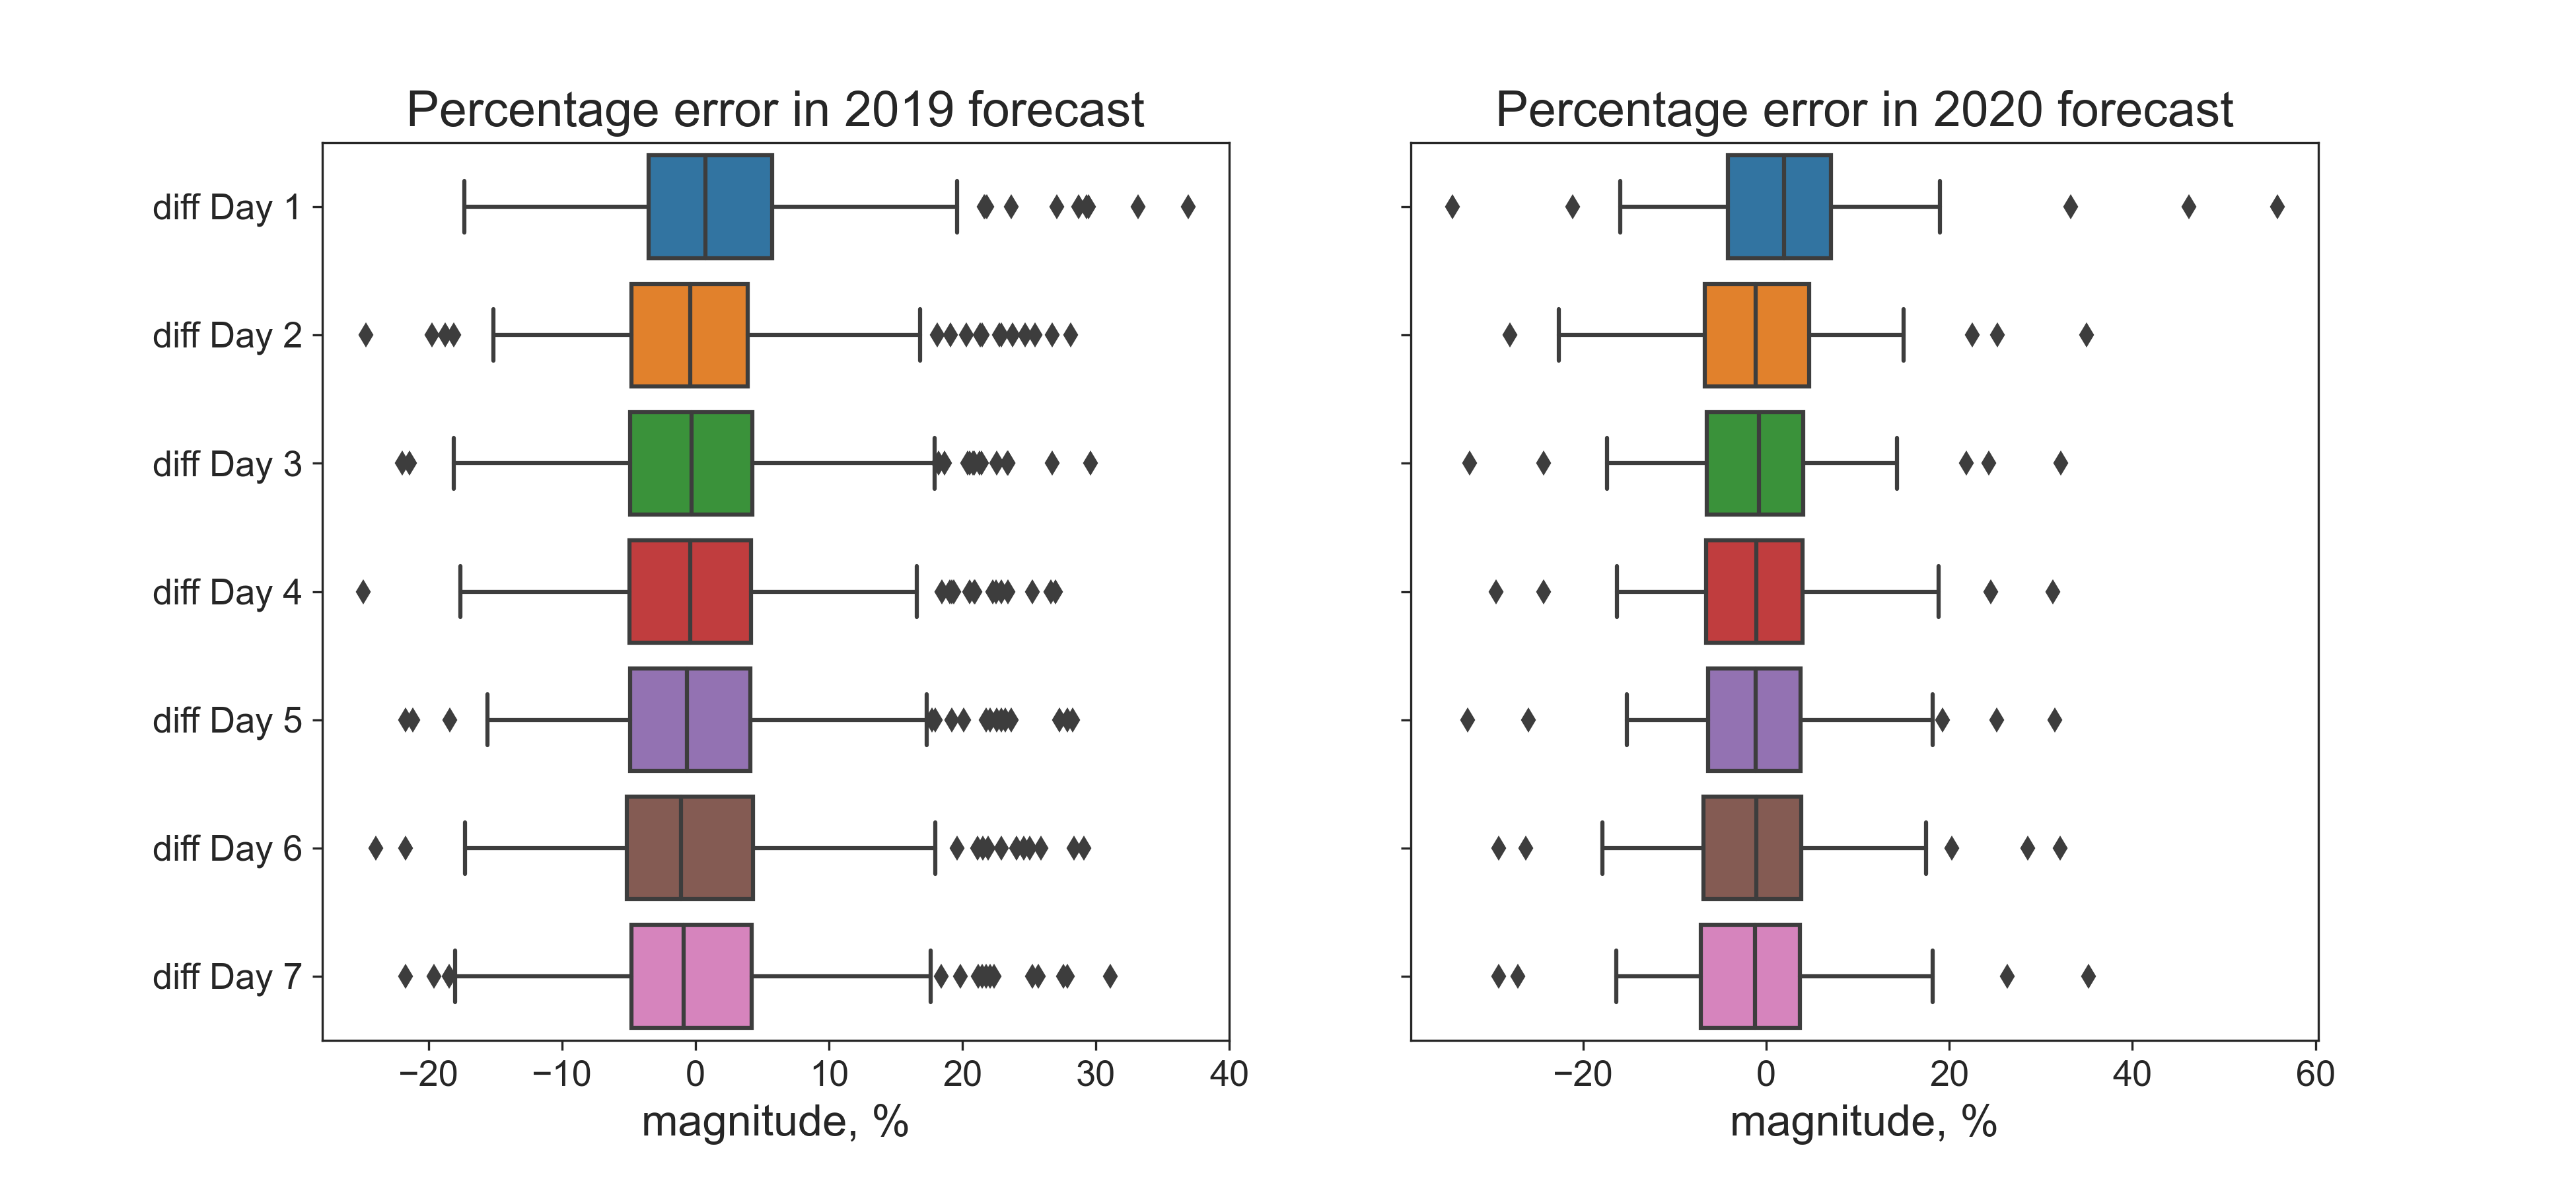 Percentage error in 2019 forecast
diff Day 1
diff Day 2
diff Day 3
diff Day 4
diff Day 5
diff Day 6
diff Day 7
−20 −10 0 10 20 30 40
magnitude, %
Percentage error in 2020 forecast
−20 0 20 40 60
magnitude, %